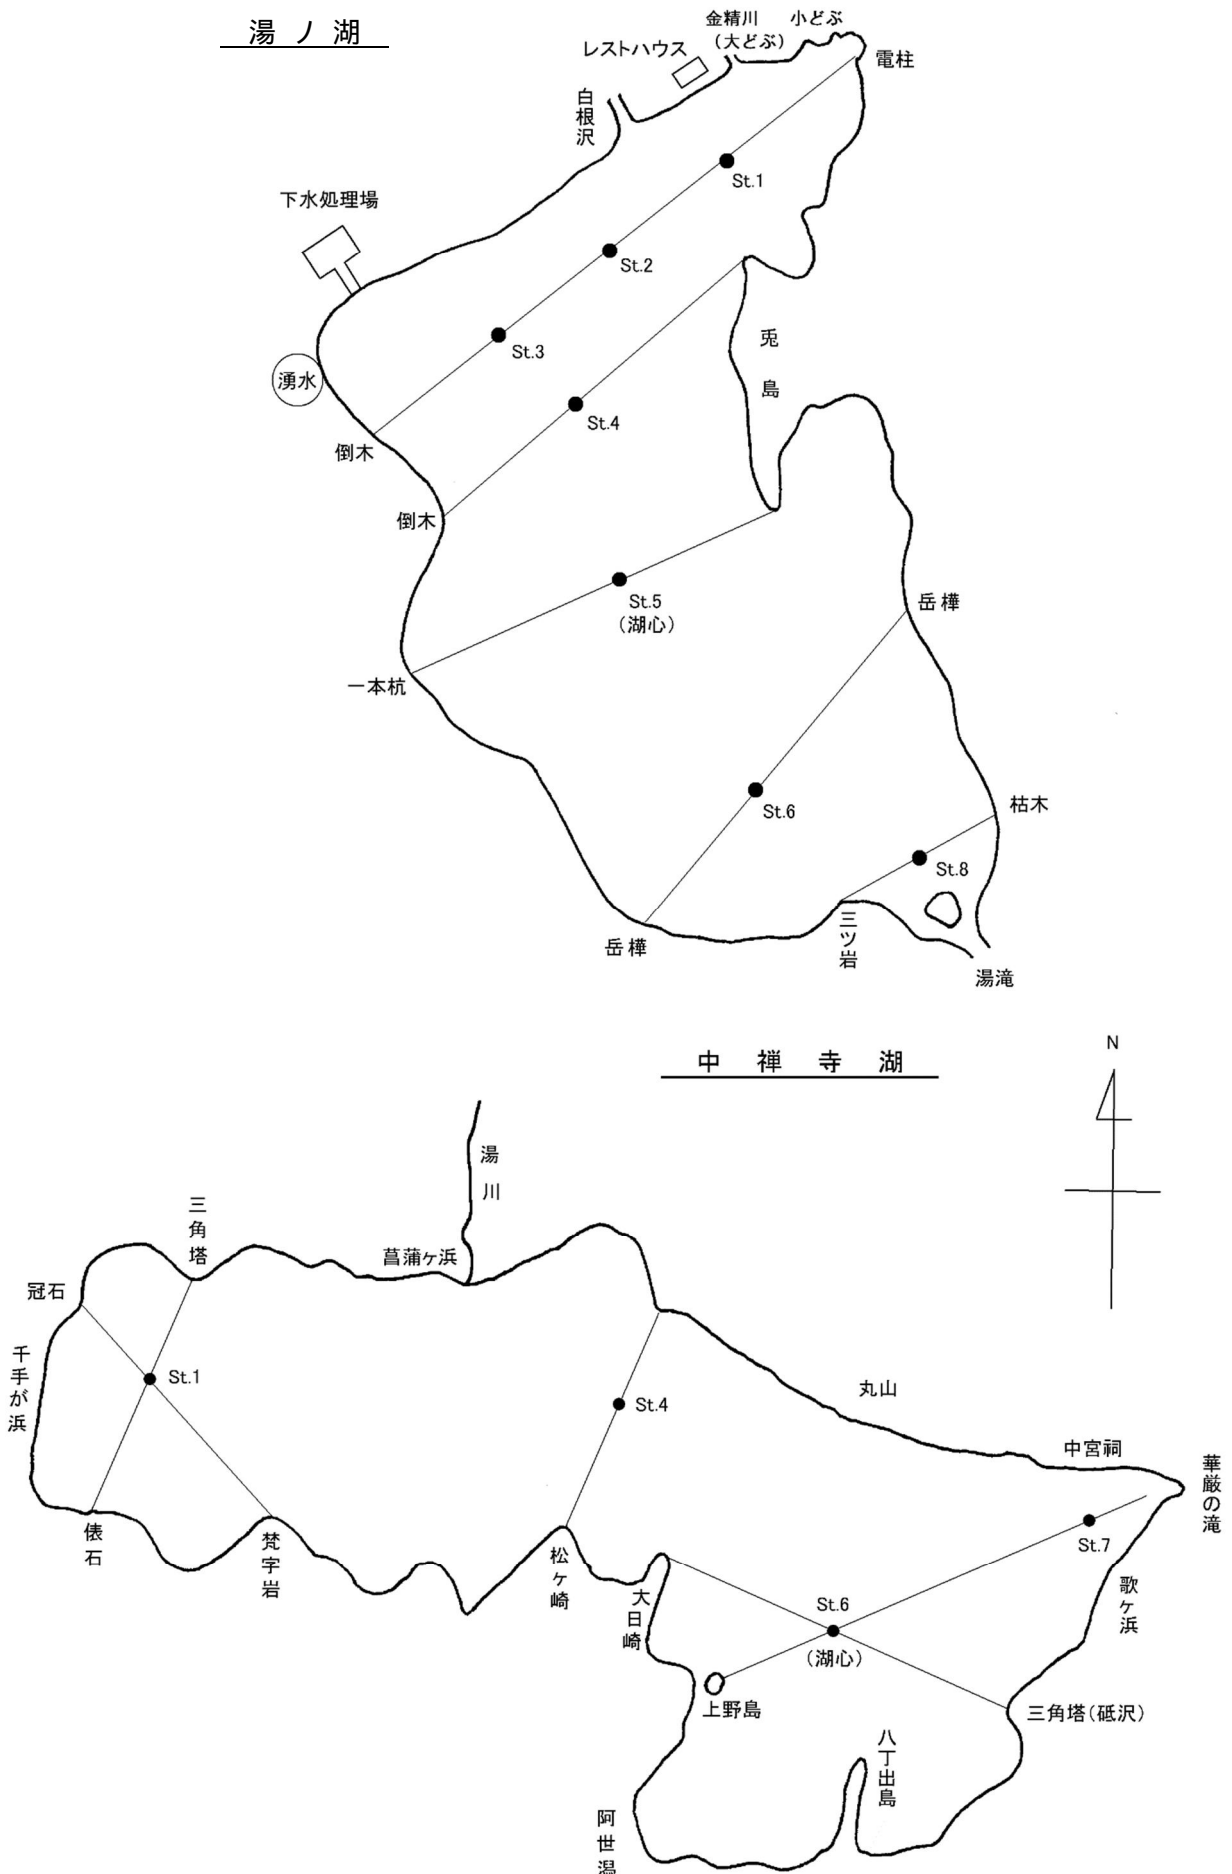 湯ノ湖
金精川
(大どぶ)
小どぶ
レストハウス
電柱
白根沢
St.1
下水処理場
St.2
St.3
湧水
兎島
St.4
倒木
倒木
St.5
(湖心)
岳樺
一本杭
St.6
枯木
St.8
三ツ岩
岳樺
湯滝
中禅寺湖
N
湯川
三角塔
菖蒲ヶ浜
冠石
千手が浜
St.1
St.4
丸山
中宮祠
華厳の滝
俵石
梵字岩
松ヶ崎
大日崎
St.7
歌ヶ浜
St.6
(湖心)
上野島
三角塔(砥沢)
八丁出島
阿世潟